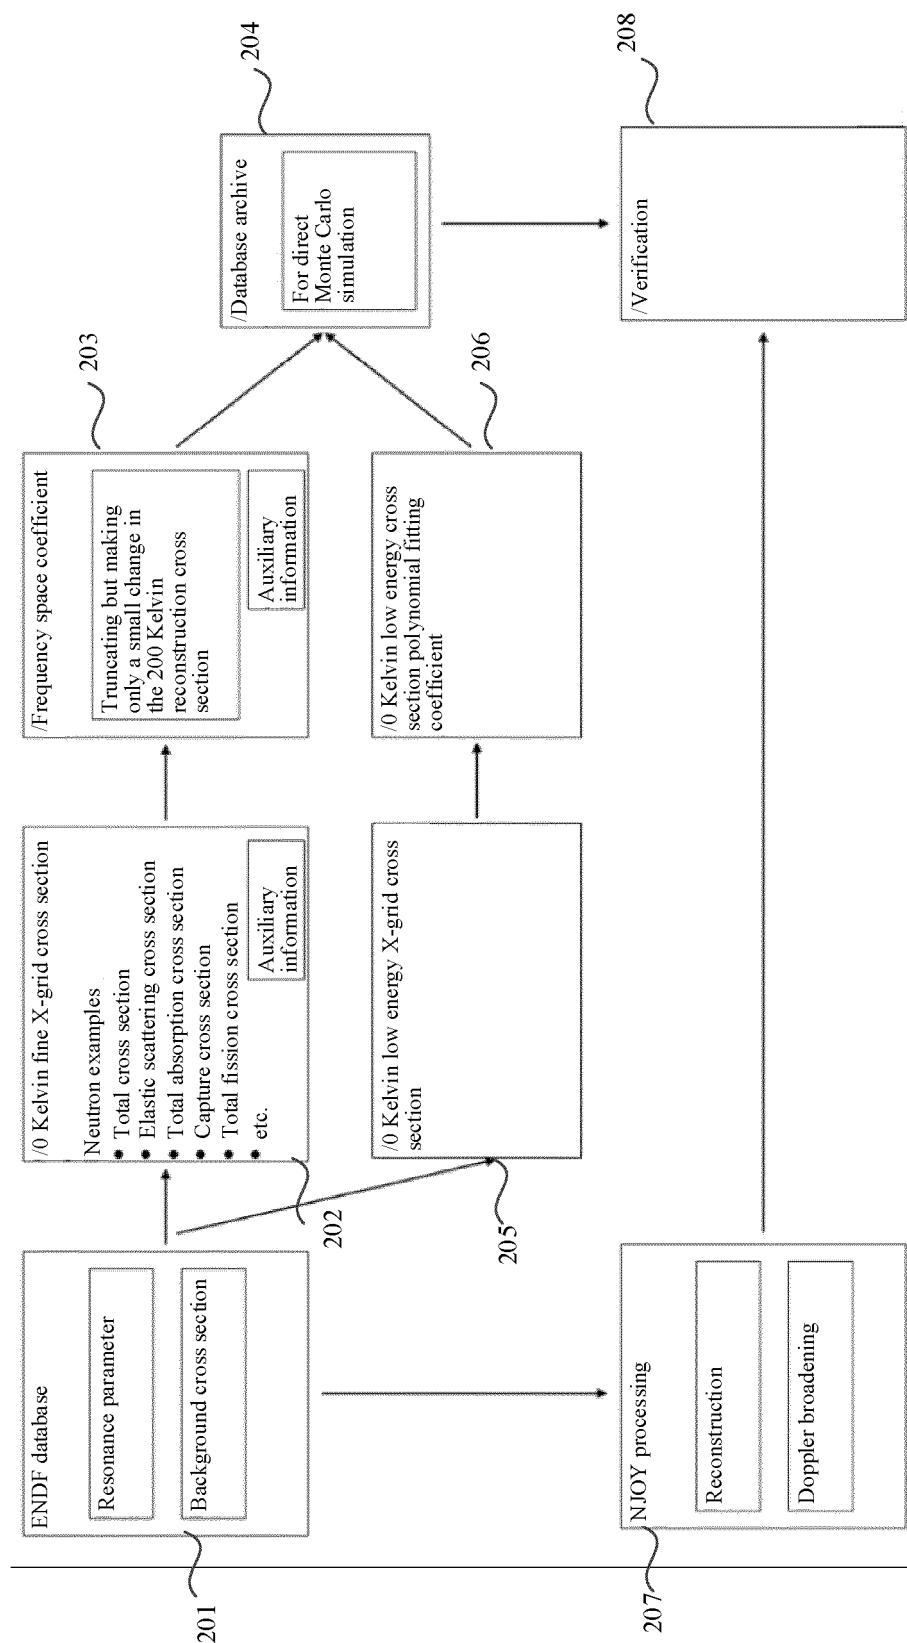 ENDF database
Resonance parameter
Background cross section
201
/0 Kelvin fine X-grid cross section
Neutron examples
● Total cross section
● Elastic scattering cross section
● Total absorption cross section
● Capture cross section
● Total fission cross section
● etc.
Auxiliary
information
202
/Frequency space coefficient
Truncating but making
only a small change in
the 200 Kelvin
reconstruction cross
section
Auxiliary
information
203
/Database archive
For direct
Monte Carlo
simulation
204
/0 Kelvin low energy X-grid cross
section
205
/0 Kelvin low energy cross
section polynomial fitting
coefficient
206
NJOY processing
Reconstruction
Doppler broadening
207
/Verification
208